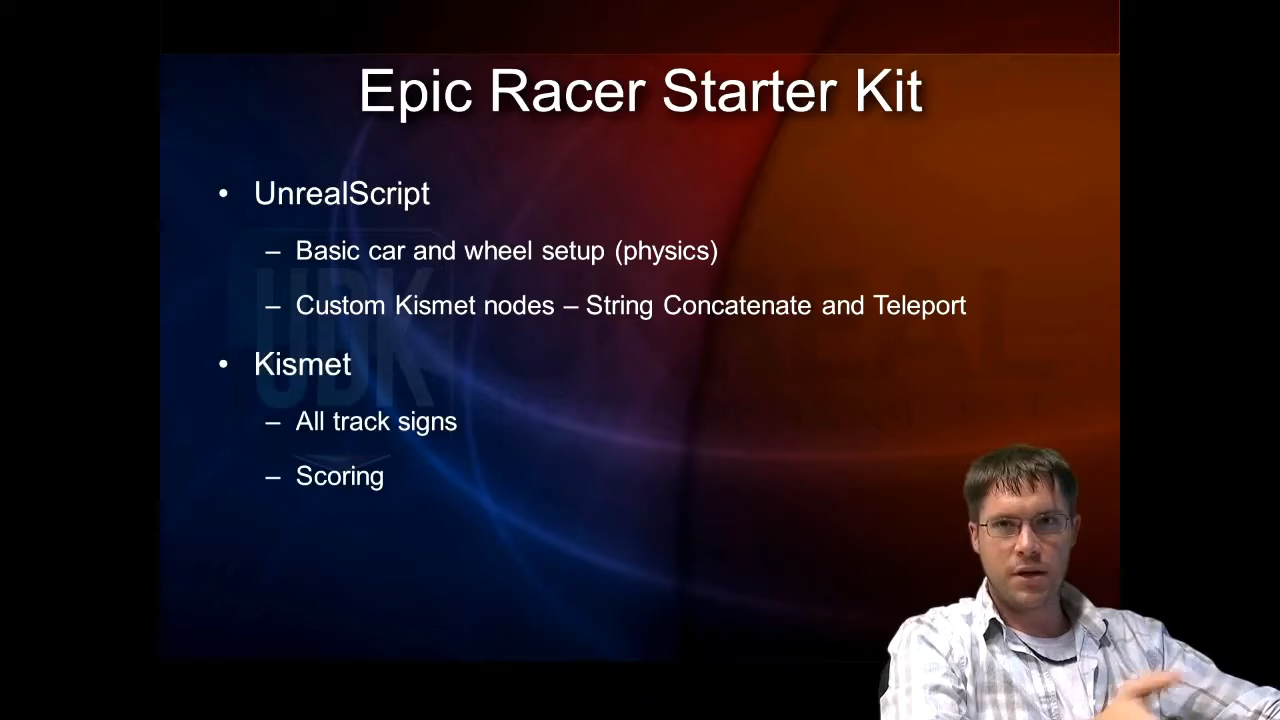 Epic Racer Starter Kit
• UnrealScript
– Basic car and wheel setup (physics)
– Custom Kismet nodes – String Concatenate and Teleport
• Kismet
– All track signs
– Scoring
UDK